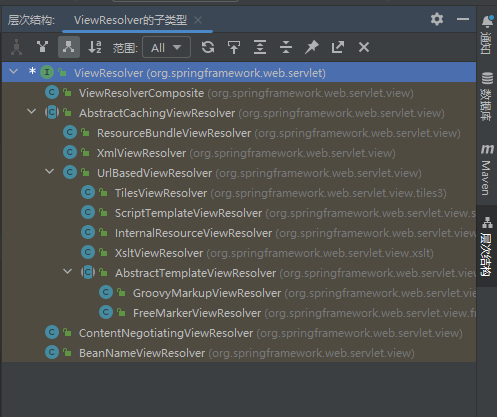 层次结构: ViewResolver的子类型
范围: All
ViewResolver (org.springframework.web.servlet)
ViewResolverComposite (org.springframework.web.servlet.view)
AbstractCachingViewResolver (org.springframework.web.servlet.view)
ResourceBundleViewResolver (org.springframework.web.servlet.view)
XmlViewResolver (org.springframework.web.servlet.view)
UrlBasedViewResolver (org.springframework.web.servlet.view)
TilesViewResolver (org.springframework.web.servlet.view.tiles3)
ScriptTemplateViewResolver (org.springframework.web.servlet.view.s
InternalResourceViewResolver (org.springframework.web.servlet.view)
XsltViewResolver (org.springframework.web.servlet.view.xslt)
AbstractTemplateViewResolver (org.springframework.web.servlet.view)
GroovyMarkupViewResolver (org.springframework.web.servlet.view
FreeMarkerViewResolver (org.springframework.web.servlet.view.f
ContentNegotiatingViewResolver (org.springframework.web.servlet.view)
BeanNameViewResolver (org.springframework.web.servlet.view)
通知
数据库
Maven
层次结构